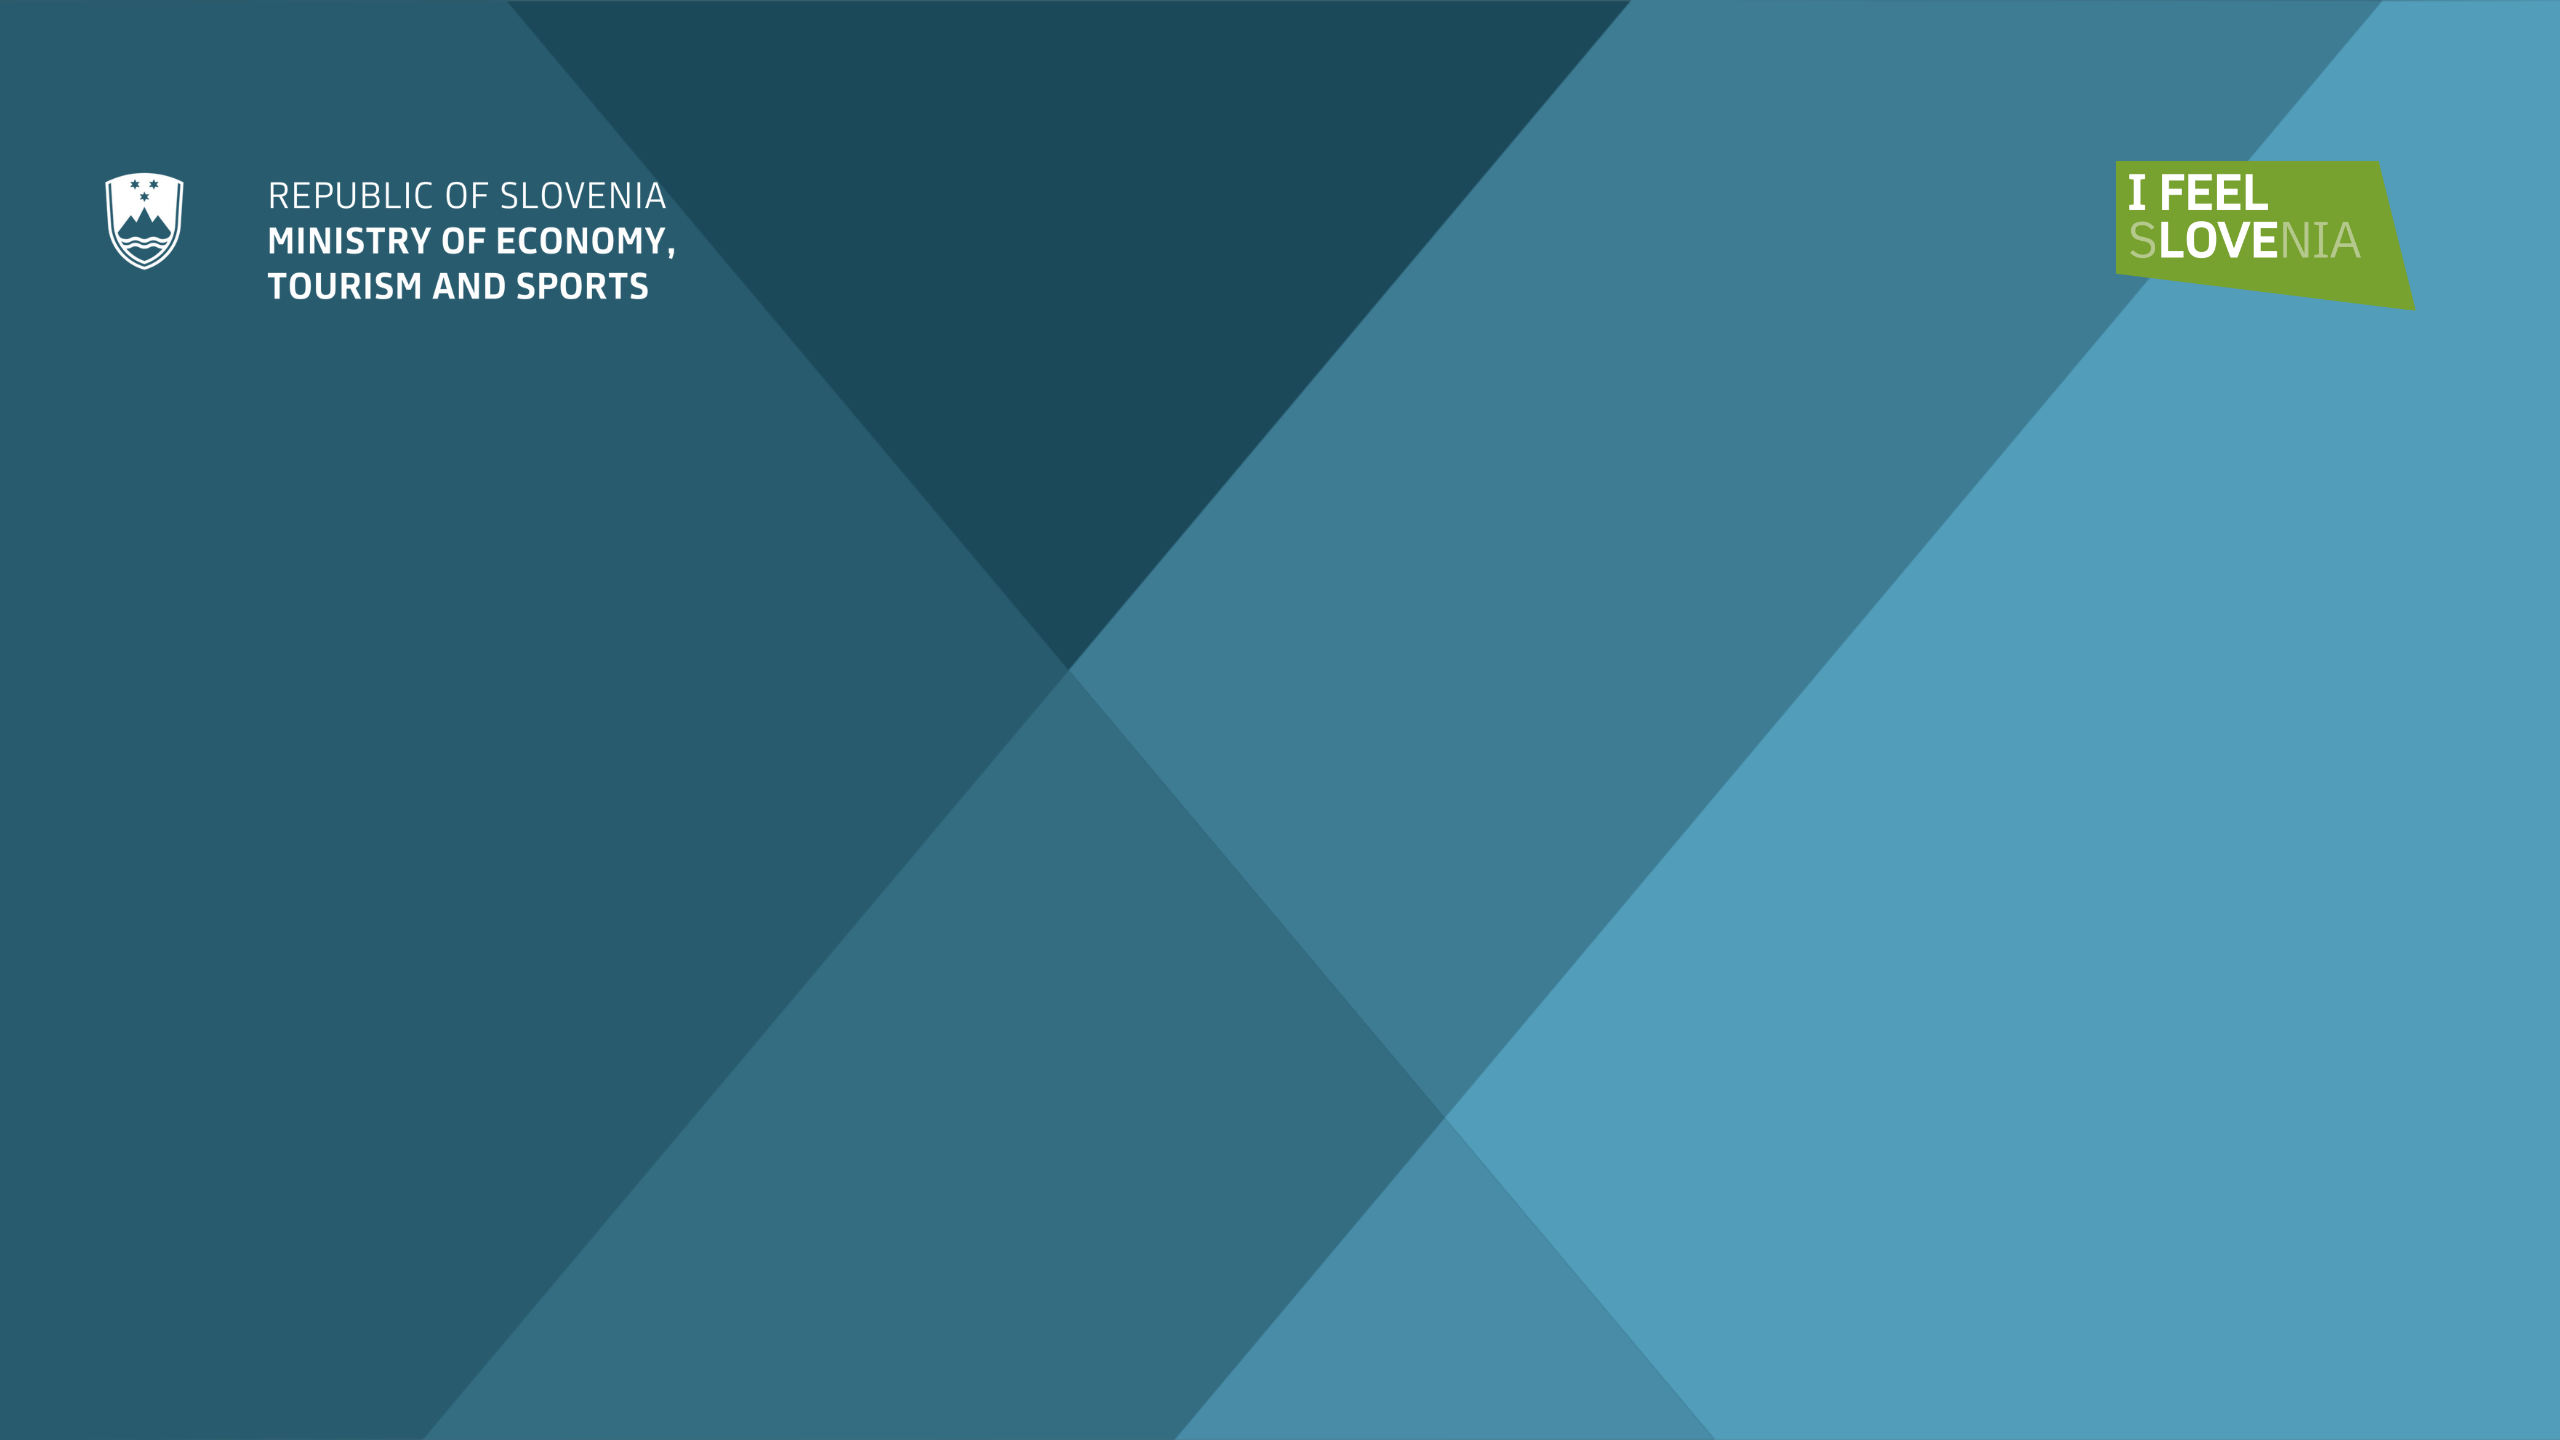 REPUBLIC OF SLOVENIA
MINISTRY OF ECONOMY,
TOURISM AND SPORTS
I FEEL
SLOVENIA